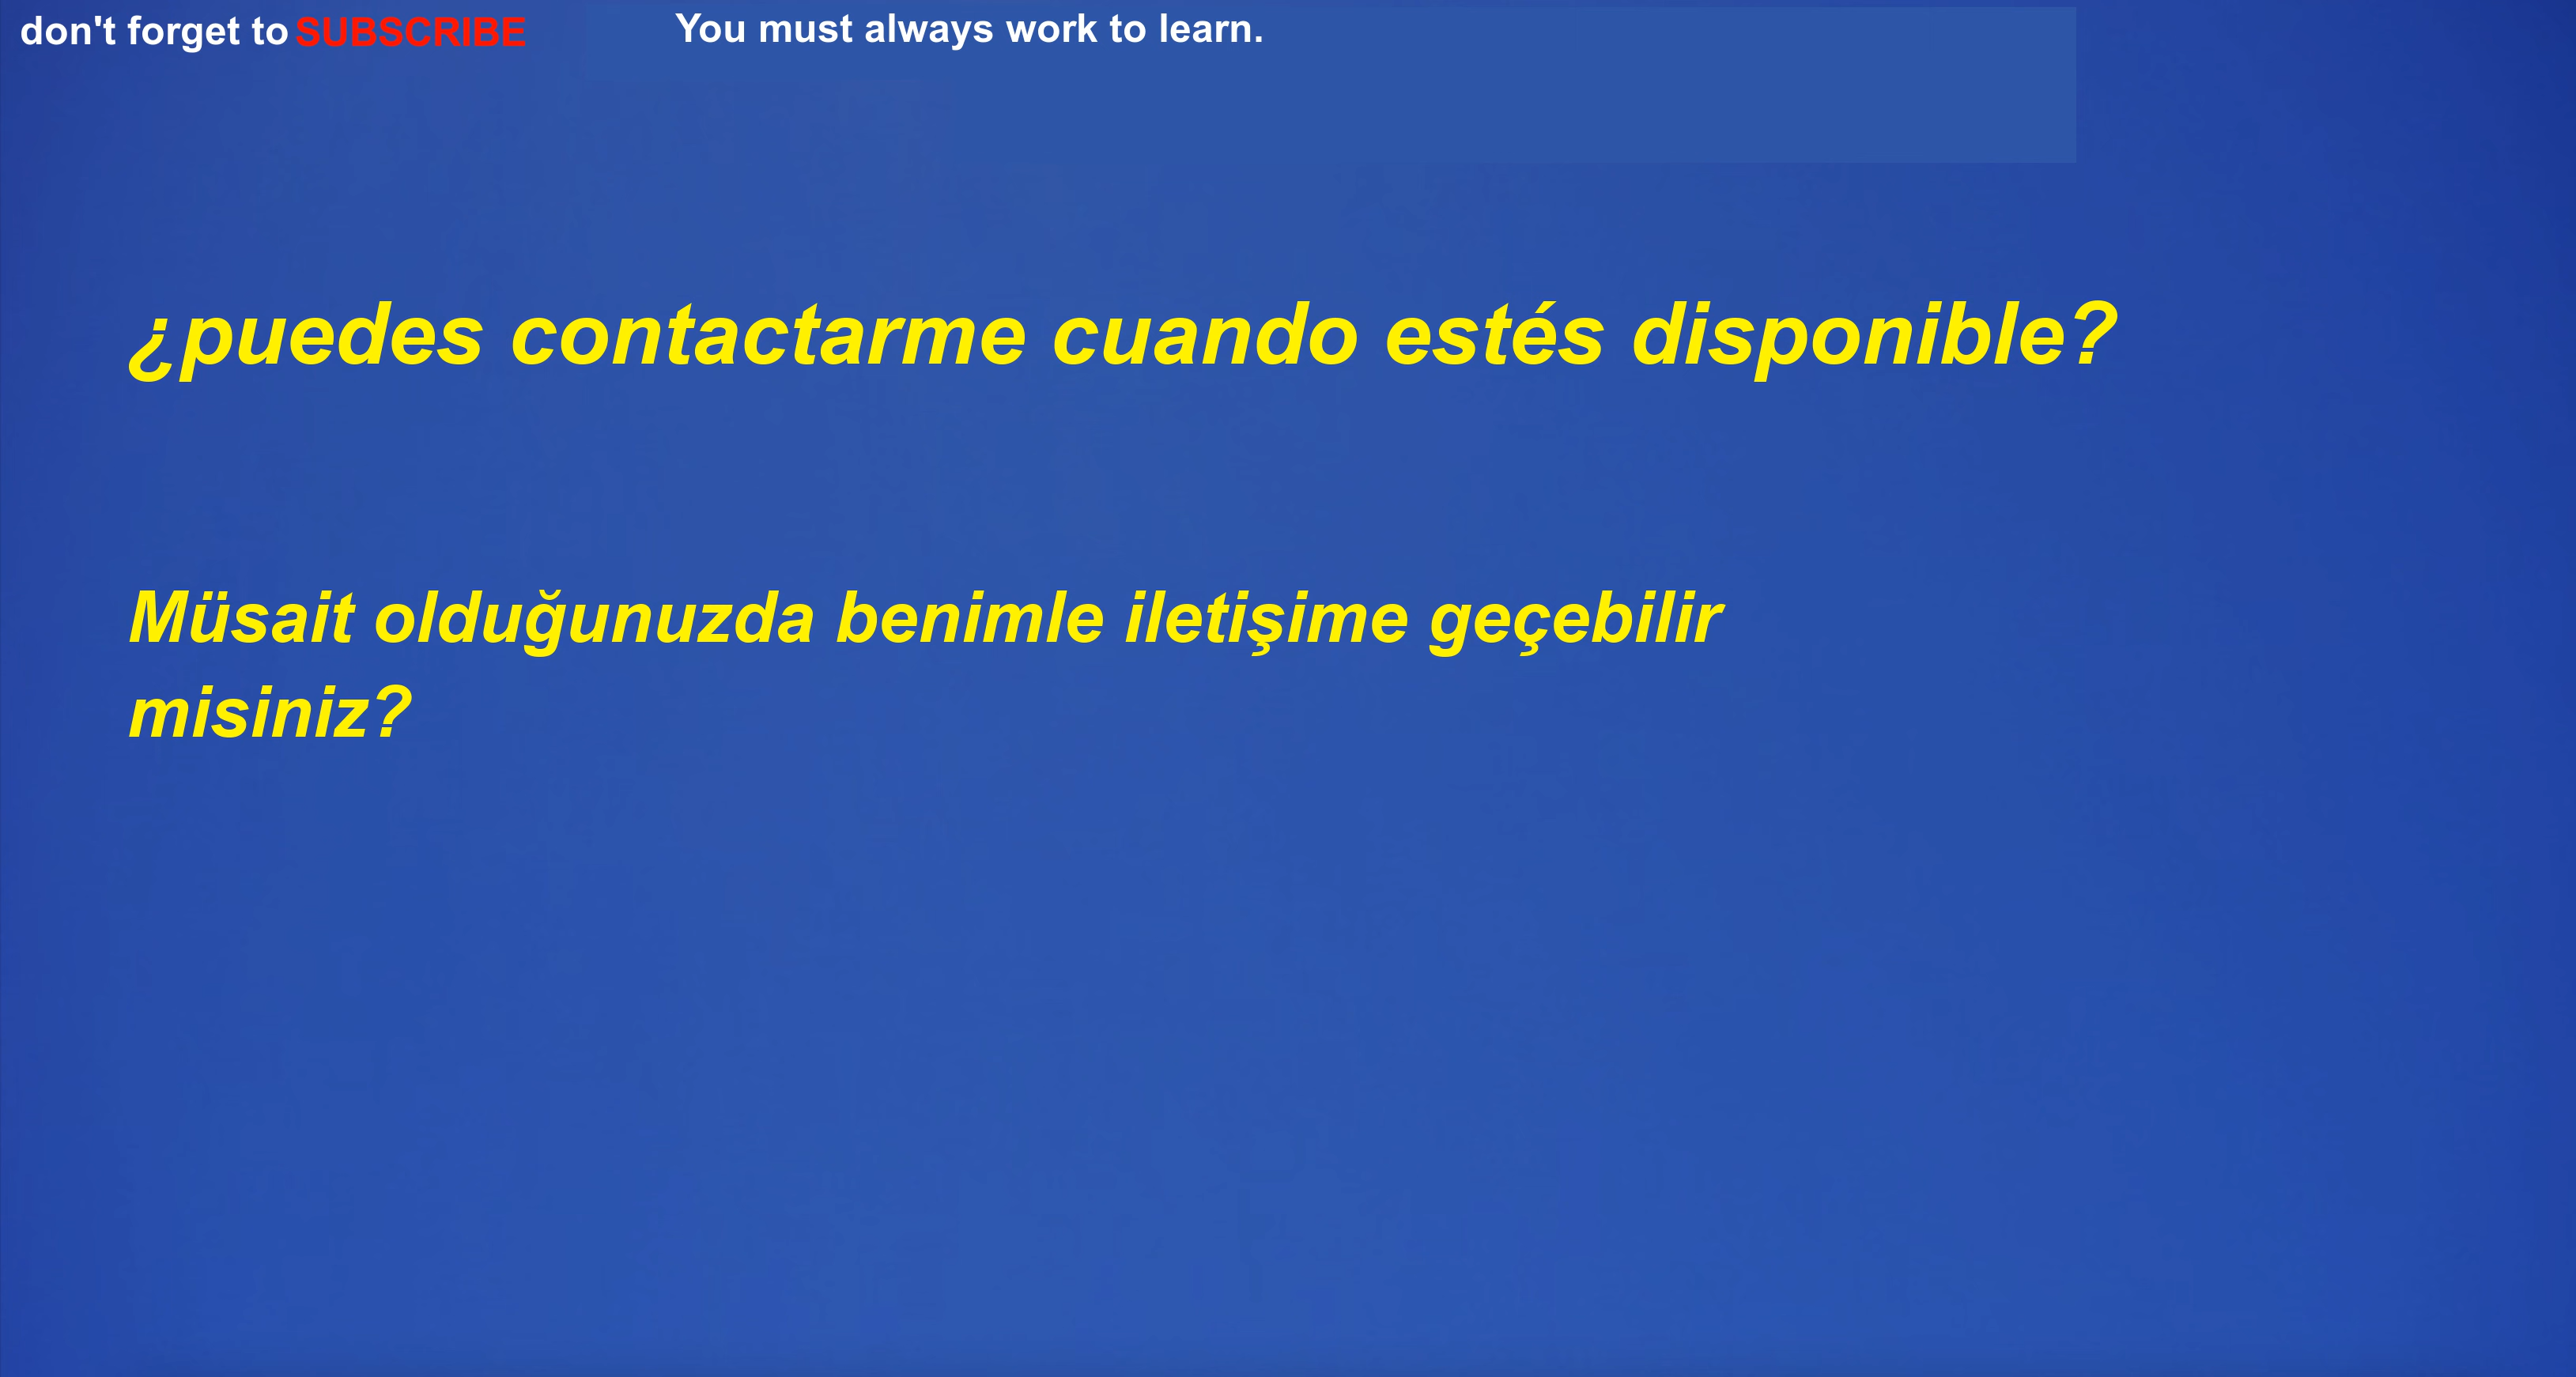 don't forget to SUBSCRIBE You must always work to learn.
¿puedes contactarme cuando estés disponible?
Müsait olduğunuzda benimle iletişime geçebilir
misiniz?